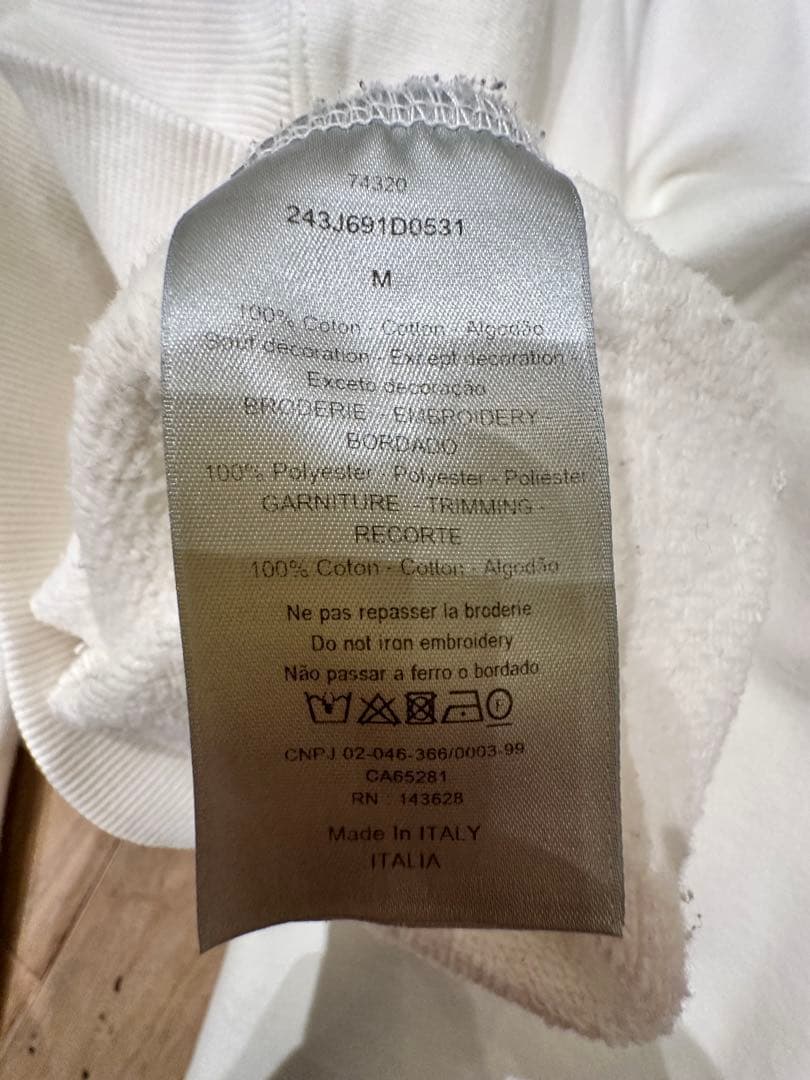 74320
243J691D0531
M
100% Coton - Cotton - Algodão
Sauf decoration - Except decoration -
Exceto decoração
BRODERIE - EMBROIDERY -
BORDADO
100% Polyester - Polyester - Poliéster
GARNITURE - TRIMMING -
RECORTE
100% Coton - Cotton - Algodão
Ne pas repasser la broderie
Do not iron embroidery
Não passar a ferro o bordado
F
CNPJ 02-046-366/0003-99
CA65281
RN : 143628
Made In ITALY
ITALIA